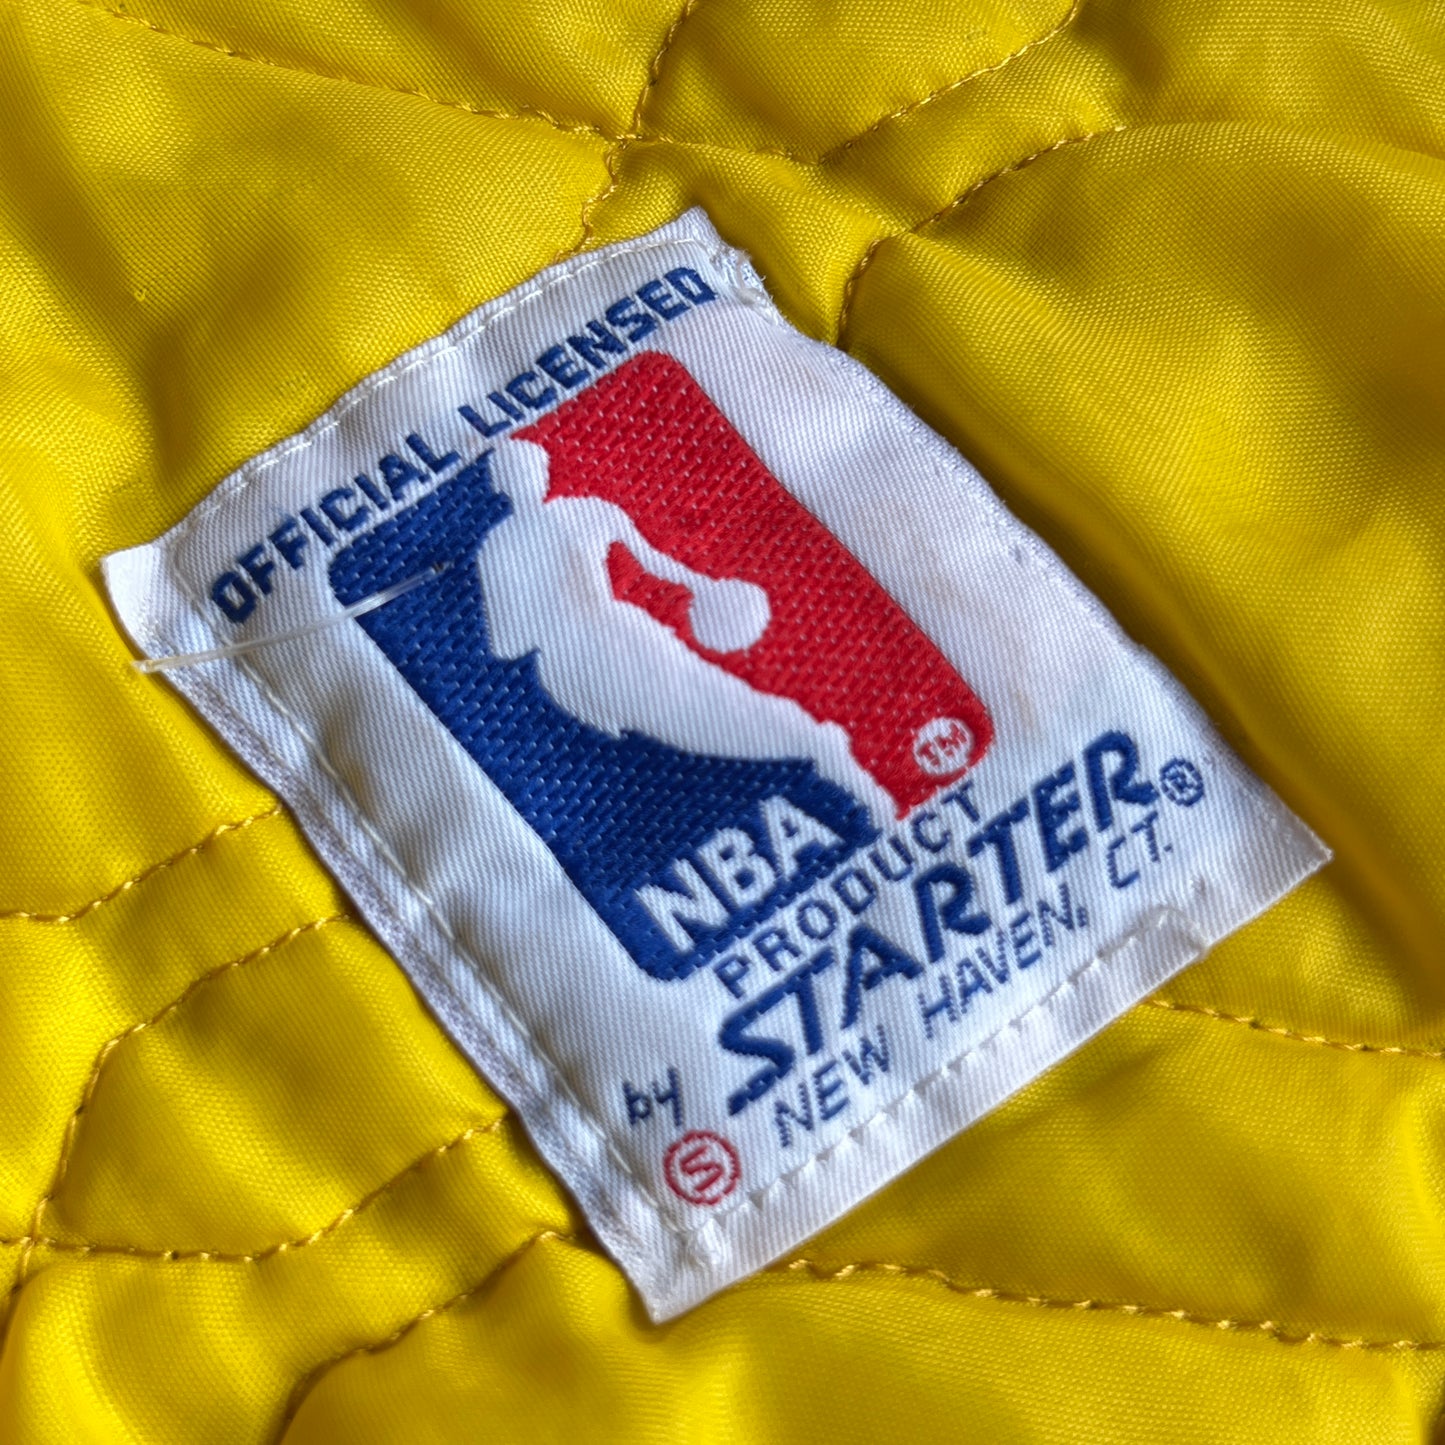 OFFICIAL LICENSED
TM
NBA
PRODUCT
by STARTER®
NEW HAVEN, CT.
S